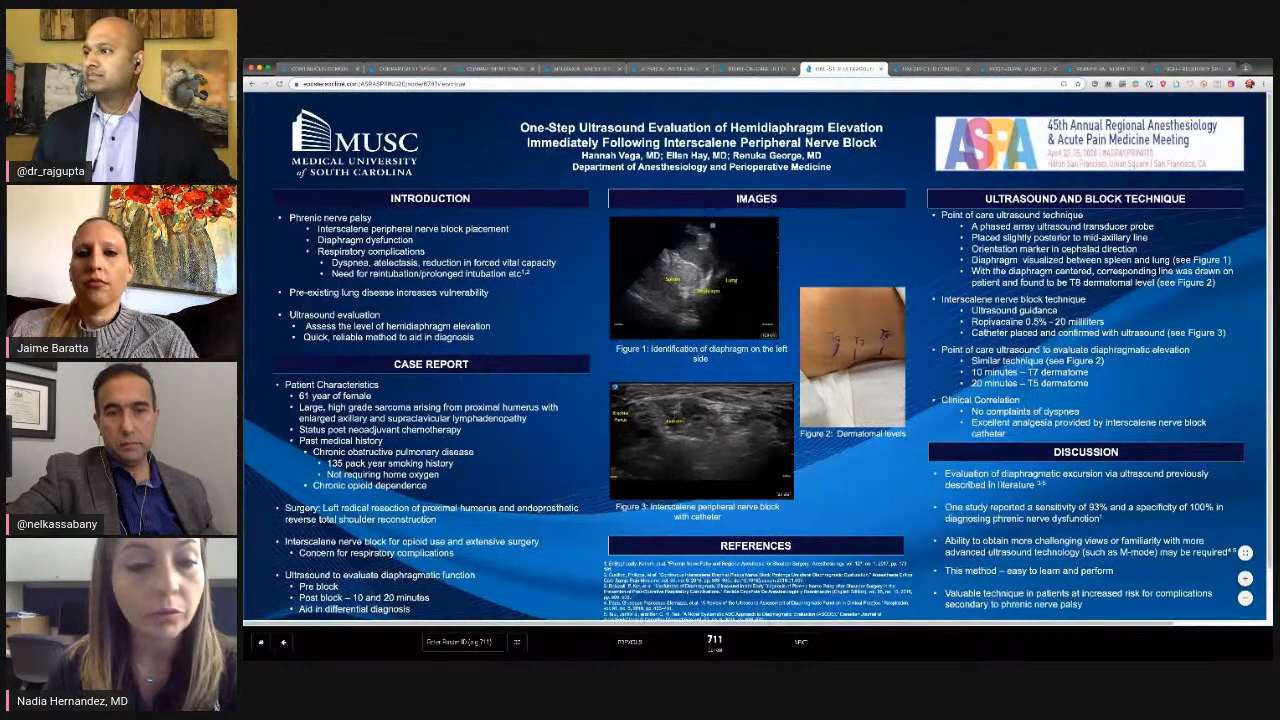 @dr_rajgupta
Jaime Baratta
@nelkassabany
Nadia Hernandez, MD
MUSC
MEDICAL UNIVERSITY
of SOUTH CAROLINA
One-Step Ultrasound Evaluation of Hemidiaphragm Elevation
Immediately Following Interscalene Peripheral Nerve Block
Hannah Vega, MD; Ellen Hay, MD; Renuka George, MD
Department of Anesthesiology and Perioperative Medicine
45th Annual Regional Anesthesiology
& Acute Pain Medicine Meeting
Hilton San Francisco Union Square | San Francisco, CA
INTRODUCTION
• Phrenic nerve palsy
• Interscalene peripheral nerve block placement
• Diaphragm dysfunction
• Respiratory complications
• Dyspnea, atelectasis, reduction in forced vital capacity
• Need for reintubation/prolonged intubation etc1,2
• Pre-existing lung disease increases vulnerability
• Ultrasound evaluation
• Assess the level of hemidiaphragm elevation
• Quick, reliable method to aid in diagnosis
CASE REPORT
• Patient Characteristics
• 61 year of female
• Large, high grade sarcoma arising from proximal humerus with
enlarged axillary and supraclavicular lymphadenopathy
• Status post neoadjuvant chemotherapy
• Past medical history
• Chronic obstructive pulmonary disease
• 135 pack year smoking history
• Not requiring home oxygen
• Chronic opioid dependence
• Surgery: Left radical resection of proximal humerus and endoprosthetic
reverse total shoulder reconstruction
• Interscalene nerve block for opioid use and extensive surgery
• Concern for respiratory complications
• Ultrasound to evaluate diaphragmatic function
• Pre block
• Post block – 10 and 20 minutes
• Aid in differential diagnosis
IMAGES
Spleen
Lung
Figure 1: Identification of diaphragm on the left
side
Figure 2: Dermatomal levels
Figure 3: Interscalene peripheral nerve block
with catheter
REFERENCES
ULTRASOUND AND BLOCK TECHNIQUE
• Point of care ultrasound technique
• A phased array ultrasound transducer probe
• Placed slightly posterior to mid-axillary line
• Orientation marker in cephalad direction
• Diaphragm visualized between spleen and lung (see Figure 1)
• With the diaphragm centered, corresponding line was drawn on
patient and found to be T8 dermatomal level (see Figure 2)
• Interscalene nerve block technique
• Ultrasound guidance
• Ropivacaine 0.5% - 20 milliliters
• Catheter placed and confirmed with ultrasound (see Figure 3)
• Point of care ultrasound to evaluate diaphragmatic elevation
• Similar technique (see Figure 2)
• 10 minutes – T7 dermatome
• 20 minutes – T5 dermatome
• Clinical Correlation
• No complaints of dyspnea
• Excellent analgesia provided by interscalene nerve block
catheter
DISCUSSION
• Evaluation of diaphragmatic excursion via ultrasound previously
described in literature
• One study reported a sensitivity of 93% and a specificity of 100% in
diagnosing phrenic nerve dysfunction
• Ability to obtain more challenging views or familiarity with more
advanced ultrasound technology (such as M-mode) may be required
• This method – easy to learn and perform
• Valuable technique in patients at increased risk for complications
secondary to phrenic nerve palsy
Enter Poster ID (e.g. 711)
PREVIOUS
711
NEXT